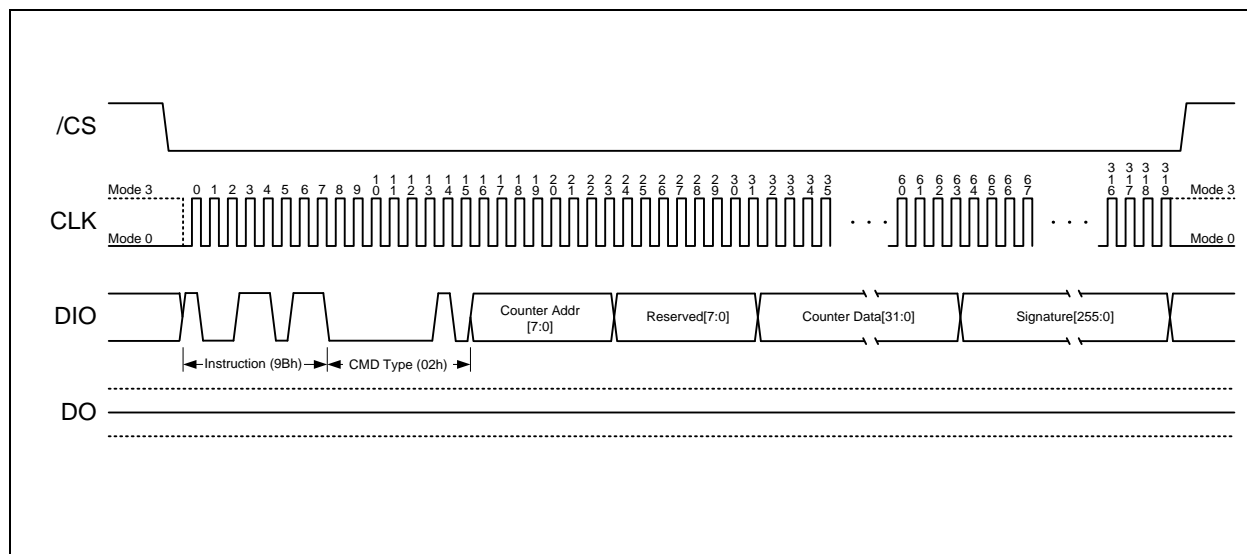 /CS
Mode 3
0 1 2 3 4 5 6 7 8 9 10 11 12 13 14 15 16 17 18 19 20 21 22 23 24 25 26 27 28 29 30 31 32 33 34 35 60 61 62 63 64 65 66 67 316 317 318 319
Mode 3
CLK
. . .
. . .
Mode 0
Mode 0
DIO
Counter Addr
[7:0]
Reserved[7:0]
Counter Data[31:0]
Signature[255:0]
Instruction (9Bh)
CMD Type (02h)
DO